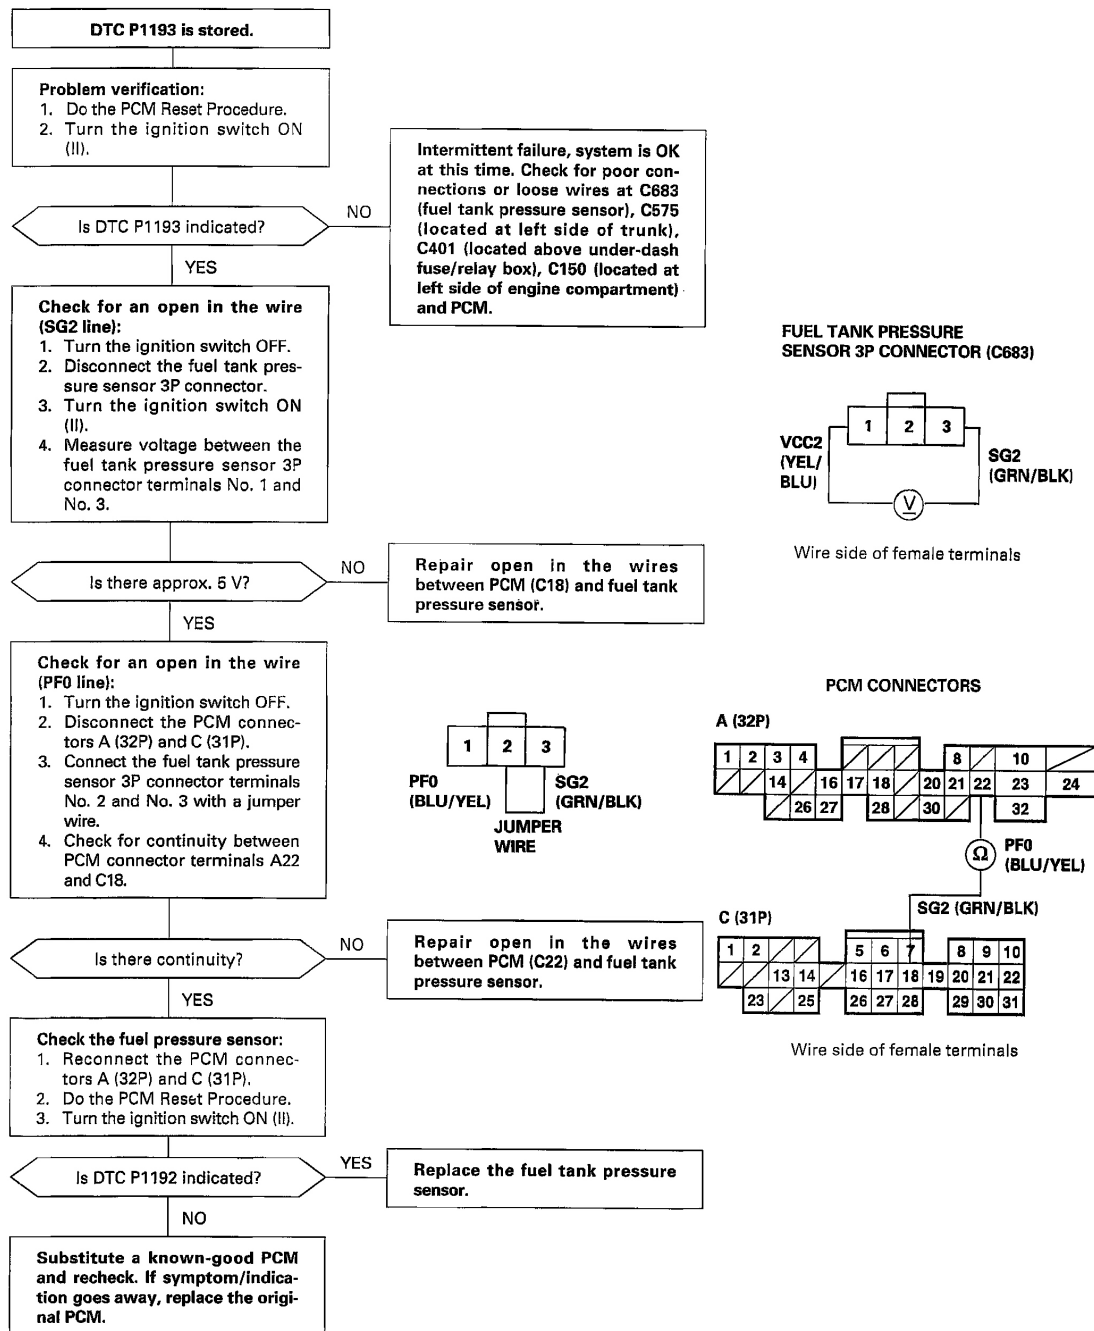 DTC P1193 is stored.
Problem verification:
1. Do the PCM Reset Procedure.
2. Turn the ignition switch ON
(II).
Is DTC P1193 indicated?
NO
Intermittent failure, system is OK
at this time. Check for poor con-
nections or loose wires at C683
(fuel tank pressure sensor), C575
(located at left side of trunk),
C401 (located above under-dash
fuse/relay box), C150 (located at
left side of engine compartment)
and PCM.
YES
Check for an open in the wire
(SG2 line):
1. Turn the ignition switch OFF.
2. Disconnect the fuel tank pres-
sure sensor 3P connector.
3. Turn the ignition switch ON
(II).
4. Measure voltage between the
fuel tank pressure sensor 3P
connector terminals No. 1 and
No. 3.
FUEL TANK PRESSURE
SENSOR 3P CONNECTOR (C683)
1 2 3
VCC2
(YEL/
BLU)
SG2
(GRN/BLK)
V
Wire side of female terminals
Is there approx. 5 V?
NO
Repair open in the wires
between PCM (C18) and fuel tank
pressure sensor.
YES
Check for an open in the wire
(PF0 line):
1. Turn the ignition switch OFF.
2. Disconnect the PCM connec-
tors A (32P) and C (31P).
3. Connect the fuel tank pressure
sensor 3P connector terminals
No. 2 and No. 3 with a jumper
wire.
4. Check for continuity between
PCM connector terminals A22
and C18.
1 2 3
PF0
(BLU/YEL)
SG2
(GRN/BLK)
JUMPER
WIRE
PCM CONNECTORS
A (32P)
1 2 3 4 8 10
14 16 17 18 20 21 22 23 24
26 27 28 30 32
Ω
PF0
(BLU/YEL)
SG2 (GRN/BLK)
C (31P)
1 2 5 6 7 8 9 10
13 14 16 17 18 19 20 21 22
23 25 26 27 28 29 30 31
Wire side of female terminals
Is there continuity?
NO
Repair open in the wires
between PCM (C22) and fuel tank
pressure sensor.
YES
Check the fuel pressure sensor:
1. Reconnect the PCM connec-
tors A (32P) and C (31P).
2. Do the PCM Reset Procedure.
3. Turn the ignition switch ON (II).
Is DTC P1192 indicated?
YES
Replace the fuel tank pressure
sensor.
NO
Substitute a known-good PCM
and recheck. If symptom/indica-
tion goes away, replace the origi-
nal PCM.